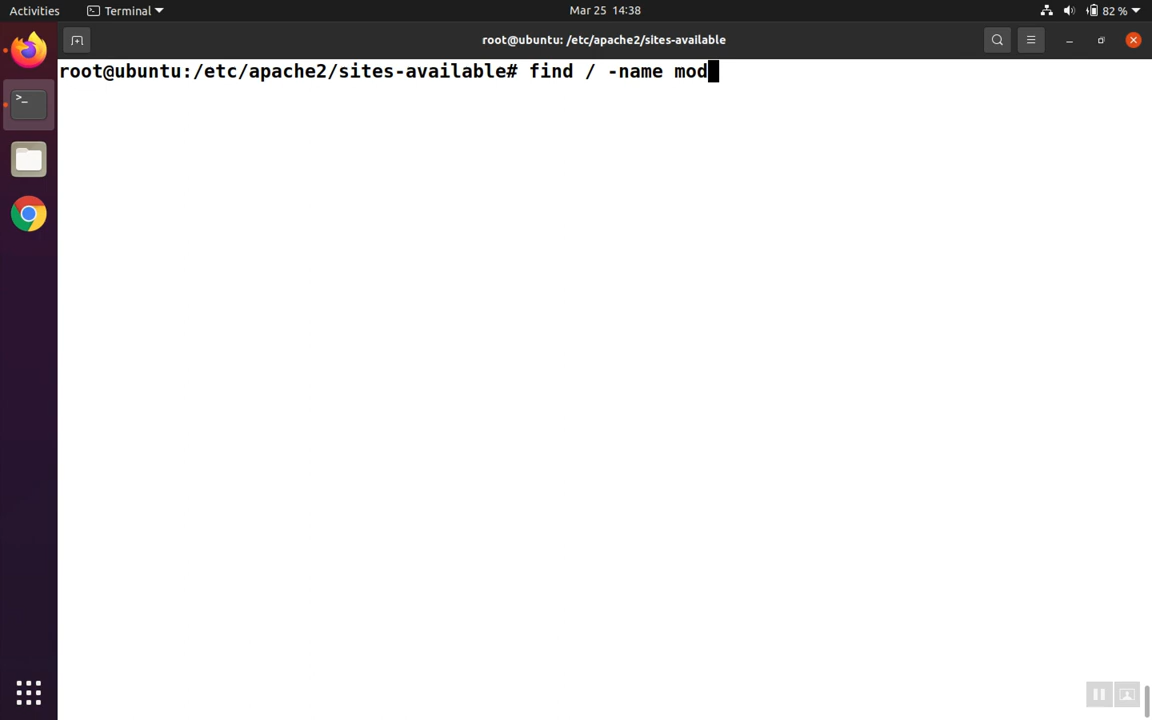 Activities
Terminal
Mar 25 14:38
82 %
root@ubuntu: /etc/apache2/sites-available
root@ubuntu:/etc/apache2/sites-available# find / -name mod
>_